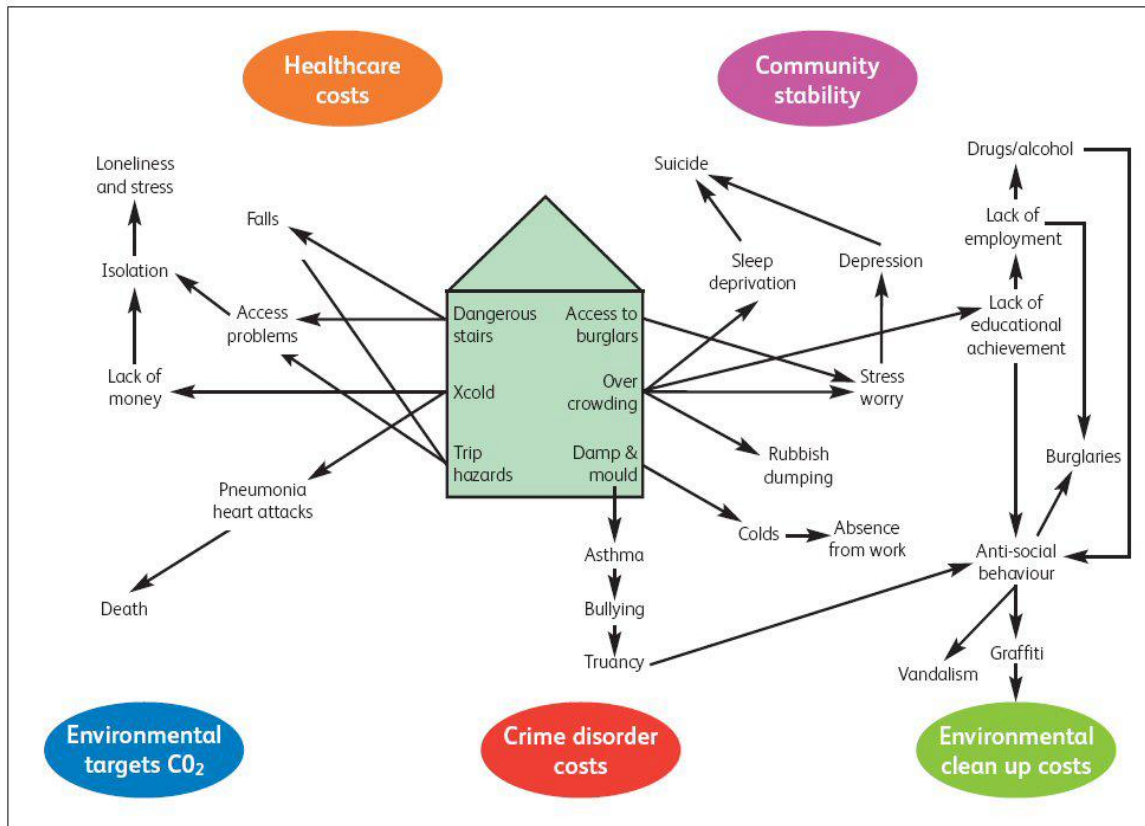 Healthcare
costs
Community
stability
Loneliness
and stress
Falls
Isolation
Access
problems
Lack of
money
Pneumonia
heart attacks
Death
Dangerous
stairs
Xcold
Trip
hazards
Access to
burglars
Over
crowding
Damp &
mould
Suicide
Sleep
deprivation
Depression
Stress
worry
Rubbish
dumping
Colds
Absence
from work
Asthma
Bullying
Truancy
Drugs/alcohol
Lack of
employment
Lack of
educational
achievement
Burglaries
Anti-social
behaviour
Vandalism
Graffiti
Environmental
targets C0₂
Crime disorder
costs
Environmental
clean up costs